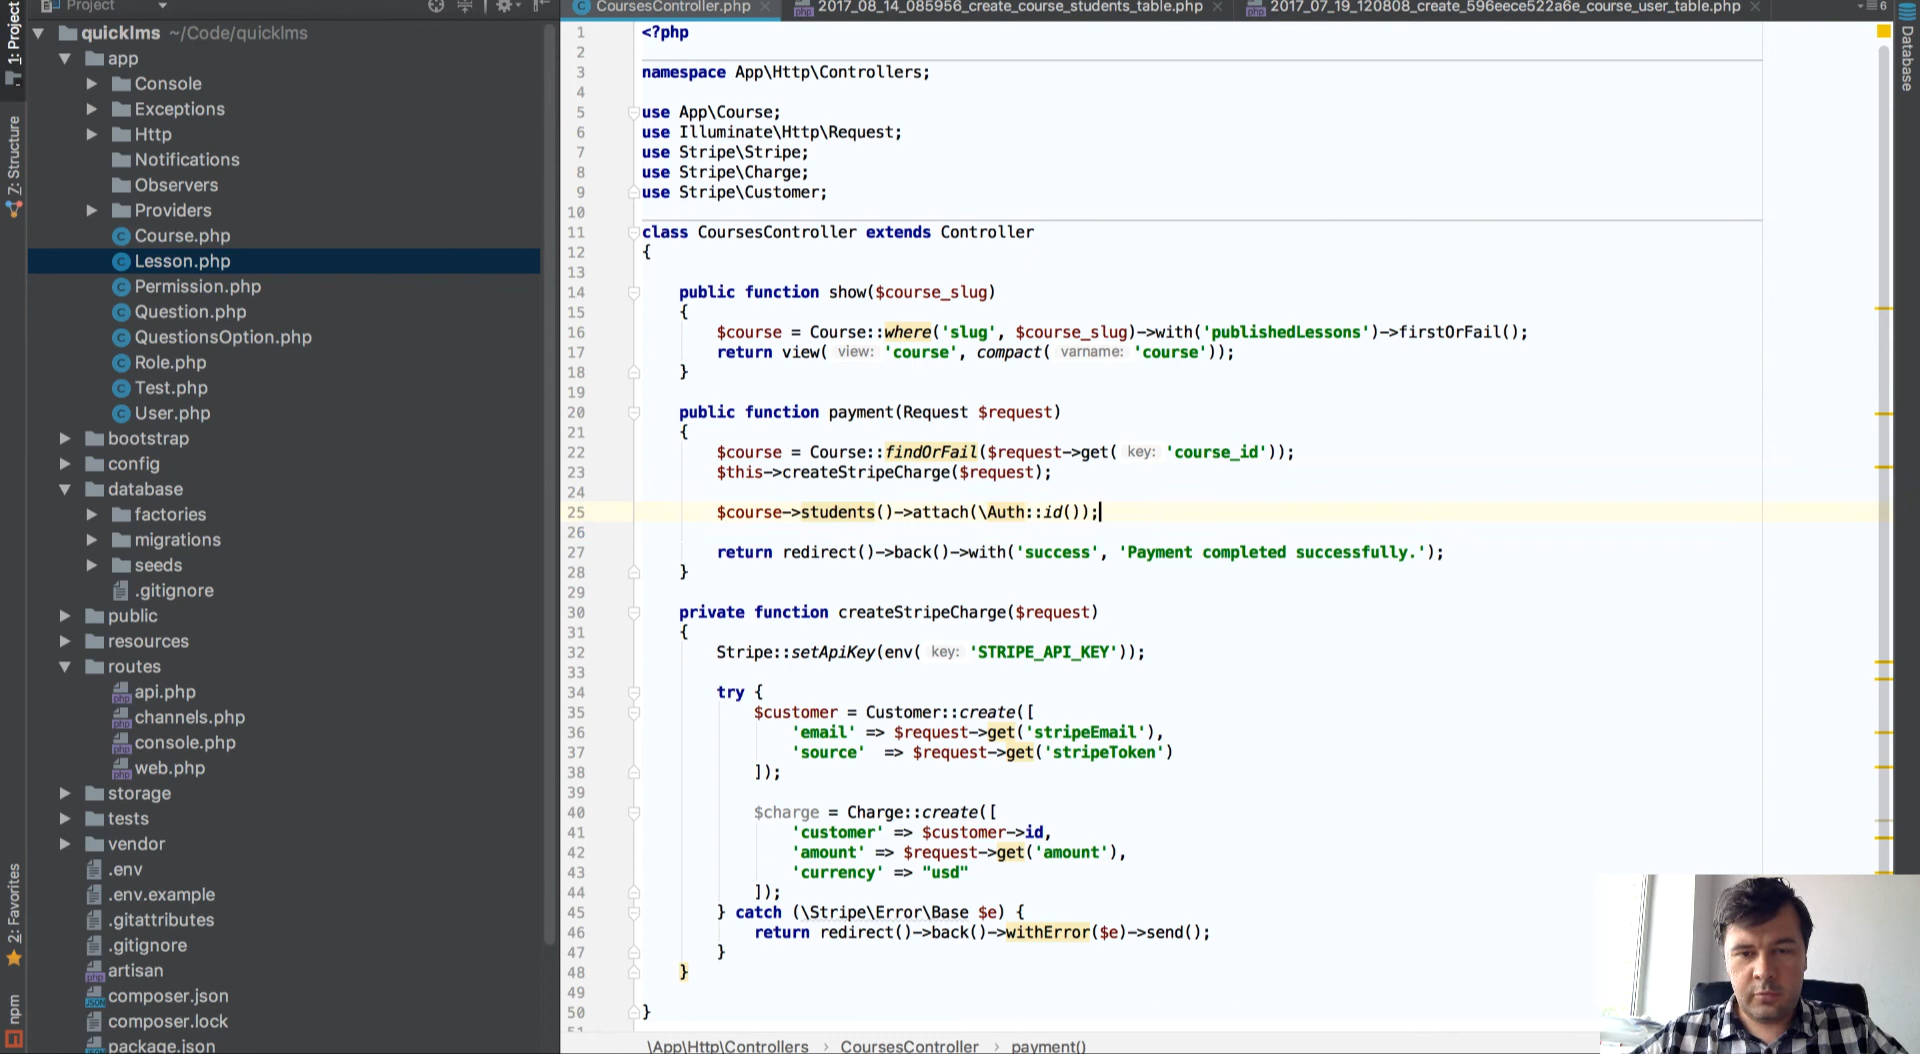 Project
CoursesController.php
2017_08_14_085956_create_course_students_table.php
2017_07_19_120808_create_596eece522a6e_course_user_table.php
6
1: Project
7: Structure
2: Favorites
npm
Database
quicklms ~/Code/quicklms
app
Console
Exceptions
Http
Notifications
Observers
Providers
Course.php
Lesson.php
Permission.php
Question.php
QuestionsOption.php
Role.php
Test.php
User.php
bootstrap
config
database
factories
migrations
seeds
.gitignore
public
resources
routes
api.php
channels.php
console.php
web.php
storage
tests
vendor
.env
.env.example
.gitattributes
.gitignore
artisan
composer.json
composer.lock
package.json
1 <?php
2
3 namespace App\Http\Controllers;
4
5 use App\Course;
6 use Illuminate\Http\Request;
7 use Stripe\Stripe;
8 use Stripe\Charge;
9 use Stripe\Customer;
10
11 class CoursesController extends Controller
12 {
13
14 public function show($course_slug)
15 {
16 $course = Course::where('slug', $course_slug)->with('publishedLessons')->firstOrFail();
17 return view( view: 'course', compact( varname: 'course'));
18 }
19
20 public function payment(Request $request)
21 {
22 $course = Course::findOrFail($request->get( key: 'course_id'));
23 $this->createStripeCharge($request);
24
25 $course->students()->attach(\Auth::id());
26
27 return redirect()->back()->with('success', 'Payment completed successfully.');
28 }
29
30 private function createStripeCharge($request)
31 {
32 Stripe::setApiKey(env( key: 'STRIPE_API_KEY'));
33
34 try {
35 $customer = Customer::create([
36 'email' => $request->get('stripeEmail'),
37 'source'  => $request->get('stripeToken')
38 ]);
39
40 $charge = Charge::create([
41 'customer' => $customer->id,
42 'amount' => $request->get('amount'),
43 'currency' => "usd"
44 ]);
45 } catch (\Stripe\Error\Base $e) {
46 return redirect()->back()->withError($e)->send();
47 }
48 }
49
50 }
51
\App\Http\Controllers › CoursesController › payment()